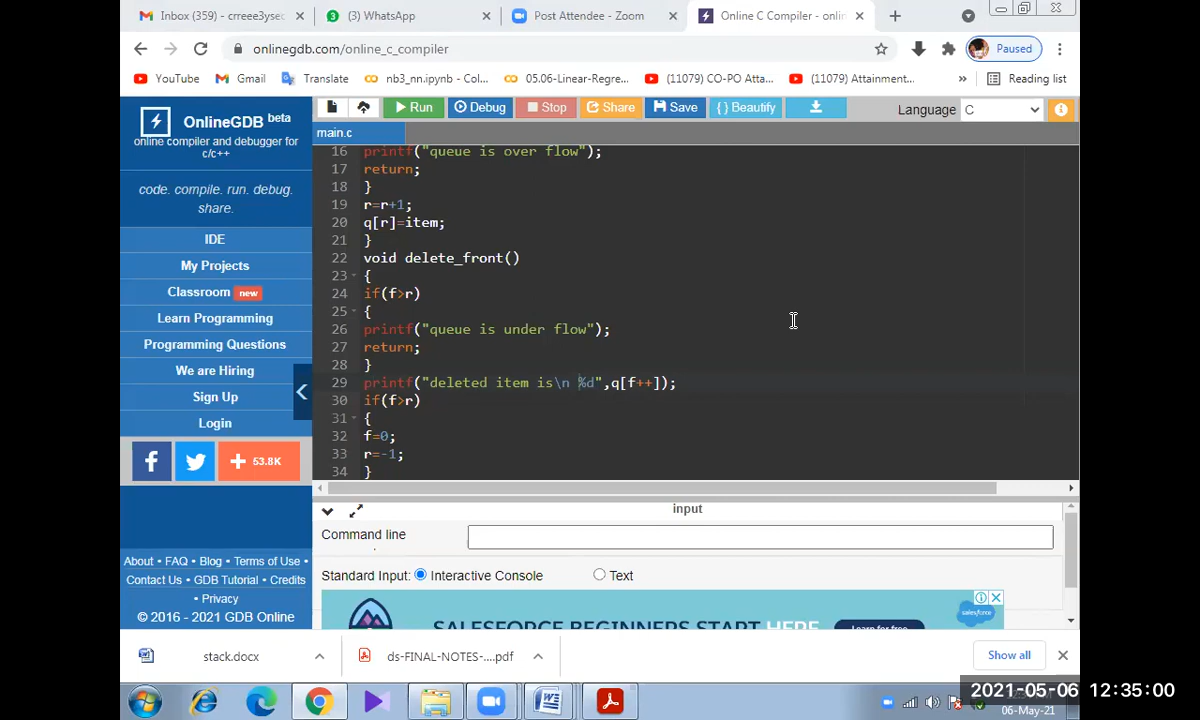 Inbox (359) - crreee3ysec
(3) WhatsApp
Post Attendee - Zoom
Online C Compiler - onlin
onlinegdb.com/online_c_compiler
Paused
YouTube
Gmail
Translate
nb3_nn.ipynb - Col...
05.06-Linear-Regre...
(11079) CO-PO Atta...
(11079) Attainment...
»
Reading list
OnlineGDB beta
online compiler and debugger for
c/c++
code. compile. run. debug.
share.
IDE
My Projects
Classroom new
Learn Programming
Programming Questions
We are Hiring
Sign Up
Login
f
+ 53.8K
About • FAQ • Blog • Terms of Use •
Contact Us • GDB Tutorial • Credits
• Privacy
© 2016 - 2021 GDB Online
Run
Debug
Stop
Share
Save
{ } Beautify
Language C
main.c
16 printf("queue is over flow");
17 return;
18 }
19 r=r+1;
20 q[r]=item;
21 }
22 void delete_front()
23 {
24 if(f>r)
25 {
26 printf("queue is under flow");
27 return;
28 }
29 printf("deleted item is\n %d",q[f++]);
30 if(f>r)
31 {
32 f=0;
33 r=-1;
34 }
input
Command line
Standard Input: Interactive Console Text
SALESFORCE BEGINNERS START HERE
salesforce
stack.docx
ds-FINAL-NOTES-....pdf
Show all
2021-05-06 12:35:00
06-May-21